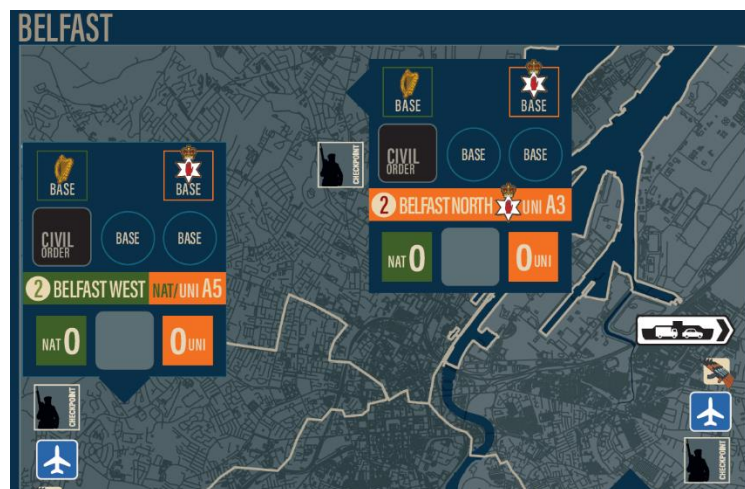 BELFAST
BASE
BASE
CIVIL
ORDER
BASE
BASE
CHECKPOINT
2 BELFAST NORTH UNI A3
NAT 0
0 UNI
BASE
BASE
CIVIL
ORDER
BASE
BASE
2 BELFAST WEST NAT/UNI A5
NAT 0
0 UNI
CHECKPOINT
CHECKPOINT